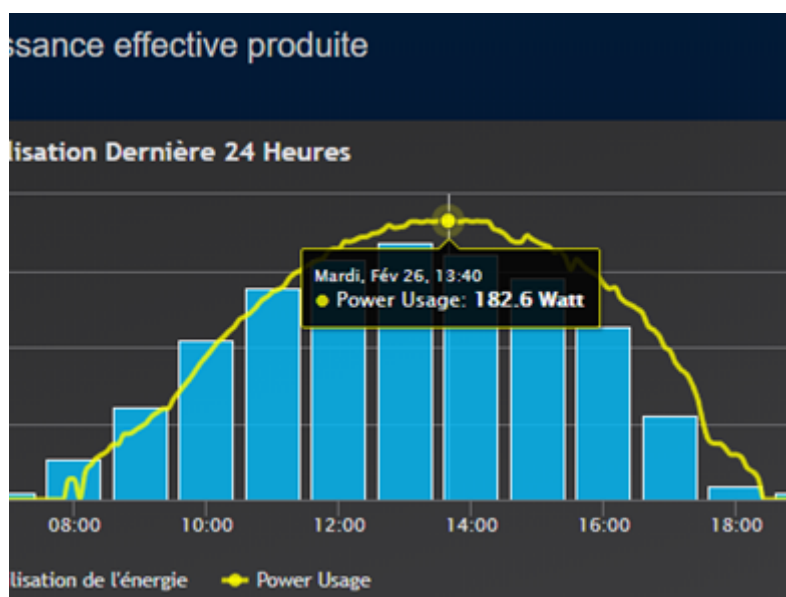 ssance effective produite
lisation Dernière 24 Heures
Mardi, Fév 26, 13:40
Power Usage: 182.6 Watt
08:00 10:00 12:00 14:00 16:00 18:00
lisation de l'énergie Power Usage